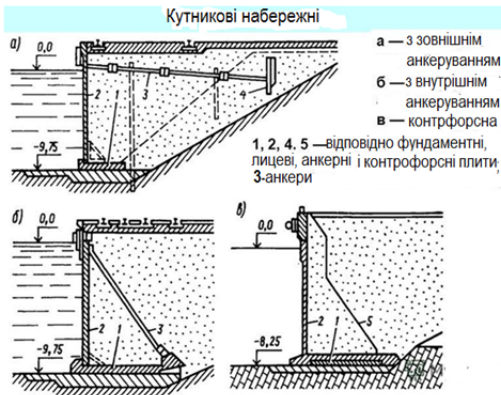 Кутникові набережні
а)
0,0
2
1
3
4
-9,75
а — з зовнішнім
анкеруванням
б — з внутрішнім
анкеруванням
в — контрфорсна
1, 2, 4. 5 —відповідно фундаментні,
лицеві, анкерні і контрофорсні плити,
3-анкери
б)
0,0
2
1
3
-9,75
в)
0,0
2
1
5
-8,25